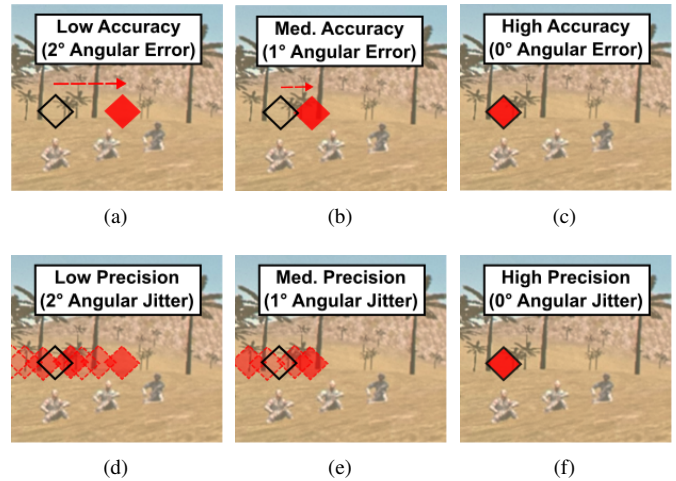 Low Accuracy
(2° Angular Error)
Med. Accuracy
(1° Angular Error)
High Accuracy
(0° Angular Error)
(a)
(b)
(c)
Low Precision
(2° Angular Jitter)
Med. Precision
(1° Angular Jitter)
High Precision
(0° Angular Jitter)
(d)
(e)
(f)